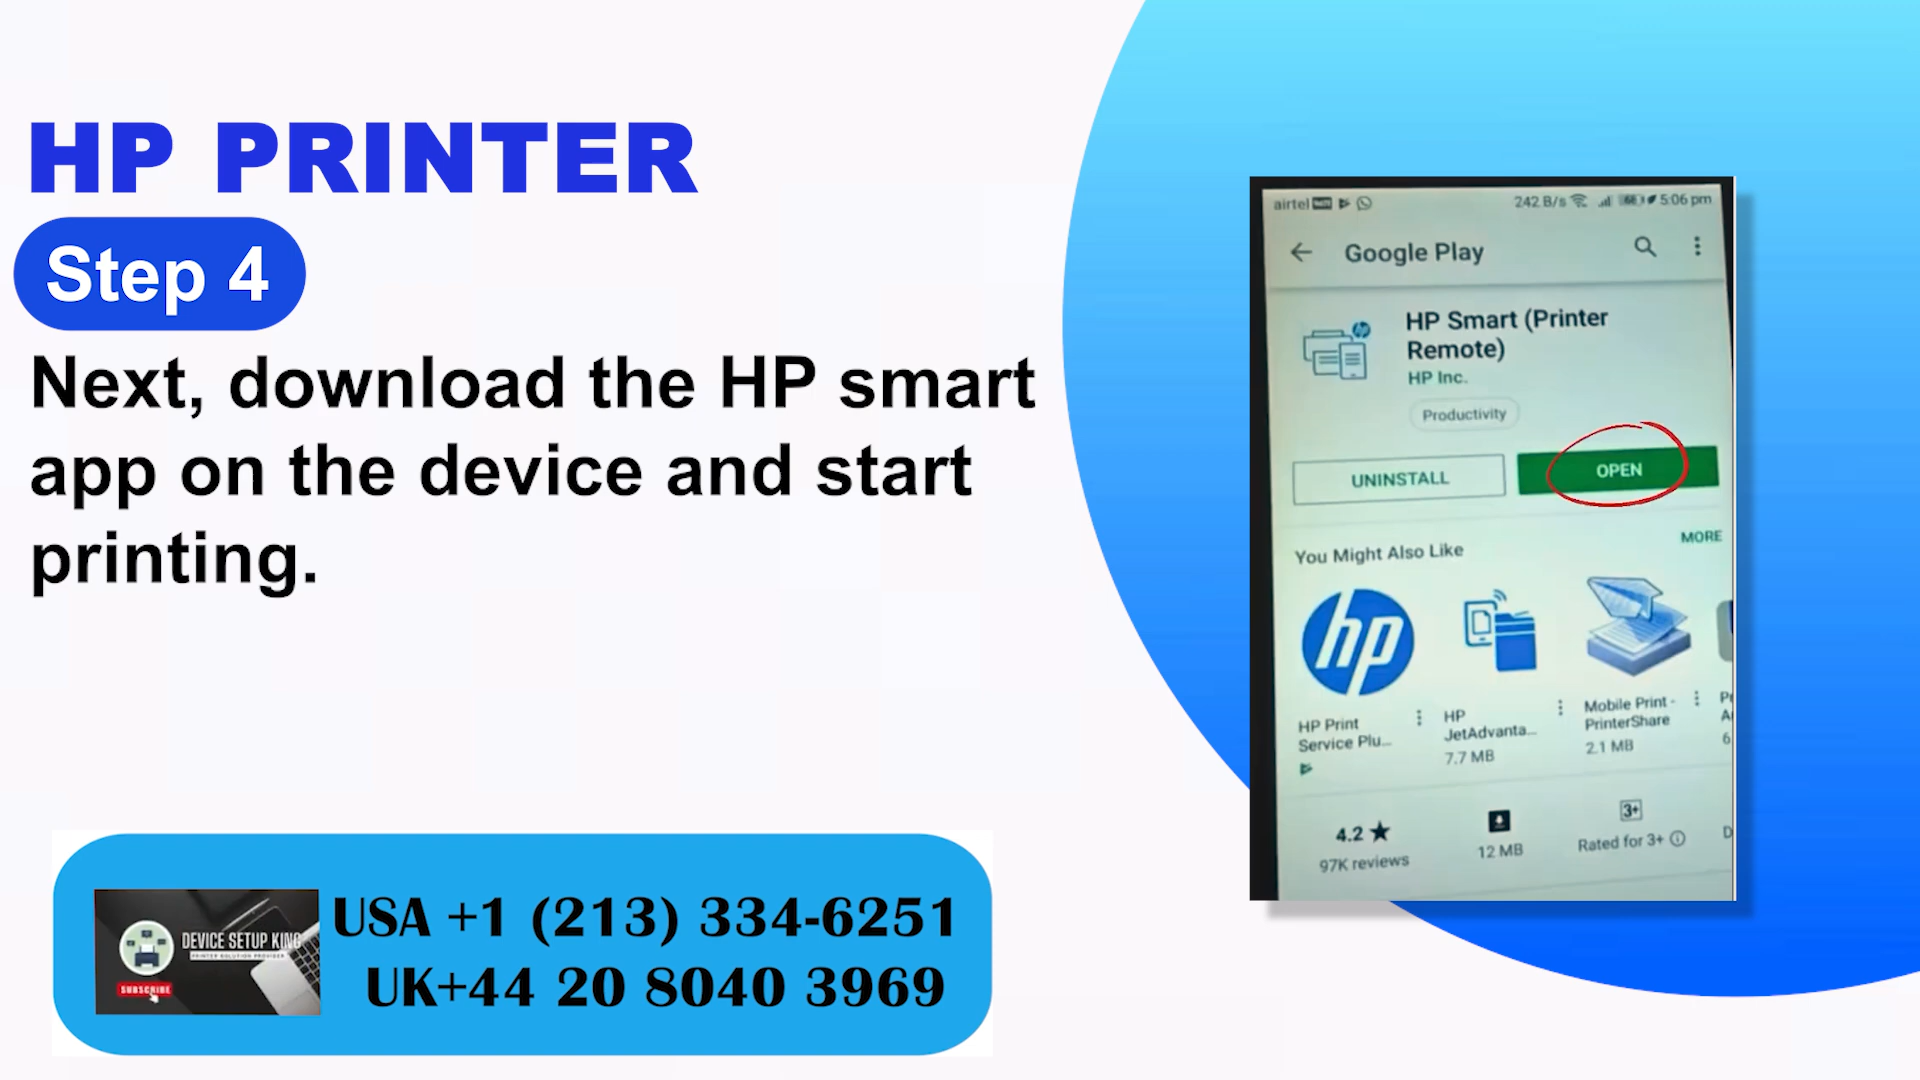 HP PRINTER
Step 4
Next, download the HP smart
app on the device and start
printing.
DEVICE SETUP KING
PRINTER SOLUTION PROVIDER
SUBSCRIBE
USA +1 (213) 334-6251
UK+44 20 8040 3969
airtel
242 B/s
5:06 pm
Google Play
HP Smart (Printer
Remote)
HP Inc.
Productivity
UNINSTALL
OPEN
You Might Also Like
MORE
hp
HP Print
Service Plu...
HP
JetAdvanta...
7.7 MB
Mobile Print -
PrinterShare
2.1 MB
4.2 ★
97K reviews
12 MB
3+
Rated for 3+